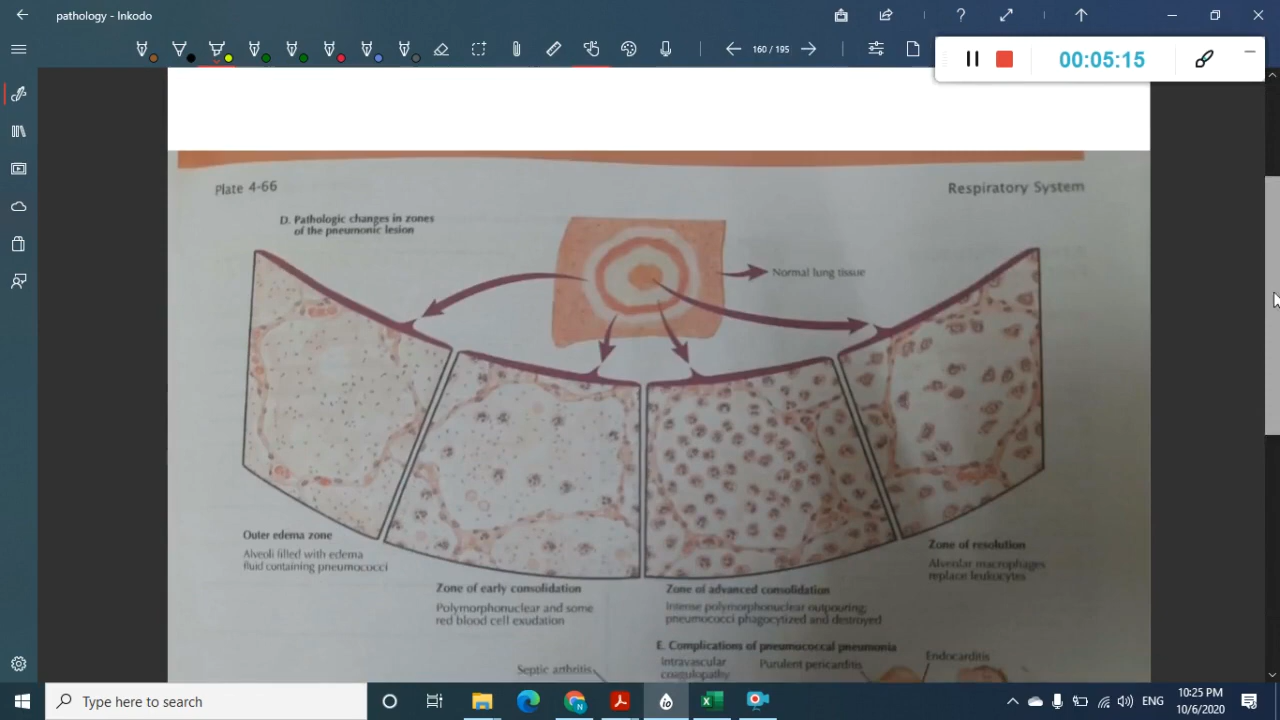 pathology - Inkodo
160 / 195
00:05:15
Plate 4-66
Respiratory System
D. Pathologic changes in zones
of the pneumonic lesion
Normal lung tissue
Outer edema zone
Alveoli filled with edema
fluid containing pneumococci
Zone of early consolidation
Polymorphonuclear and some
red blood cell exudation
Zone of advanced consolidation
Intense polymorphonuclear outpouring;
pneumococci phagocytized and destroyed
Zone of resolution
Alveolar macrophages
replace leukocytes
E. Complications of pneumococcal pneumonia
Septic arthritis
Intravascular
coagulopathy
Purulent pericarditis
Endocarditis
Type here to search
ENG
10:25 PM
10/6/2020